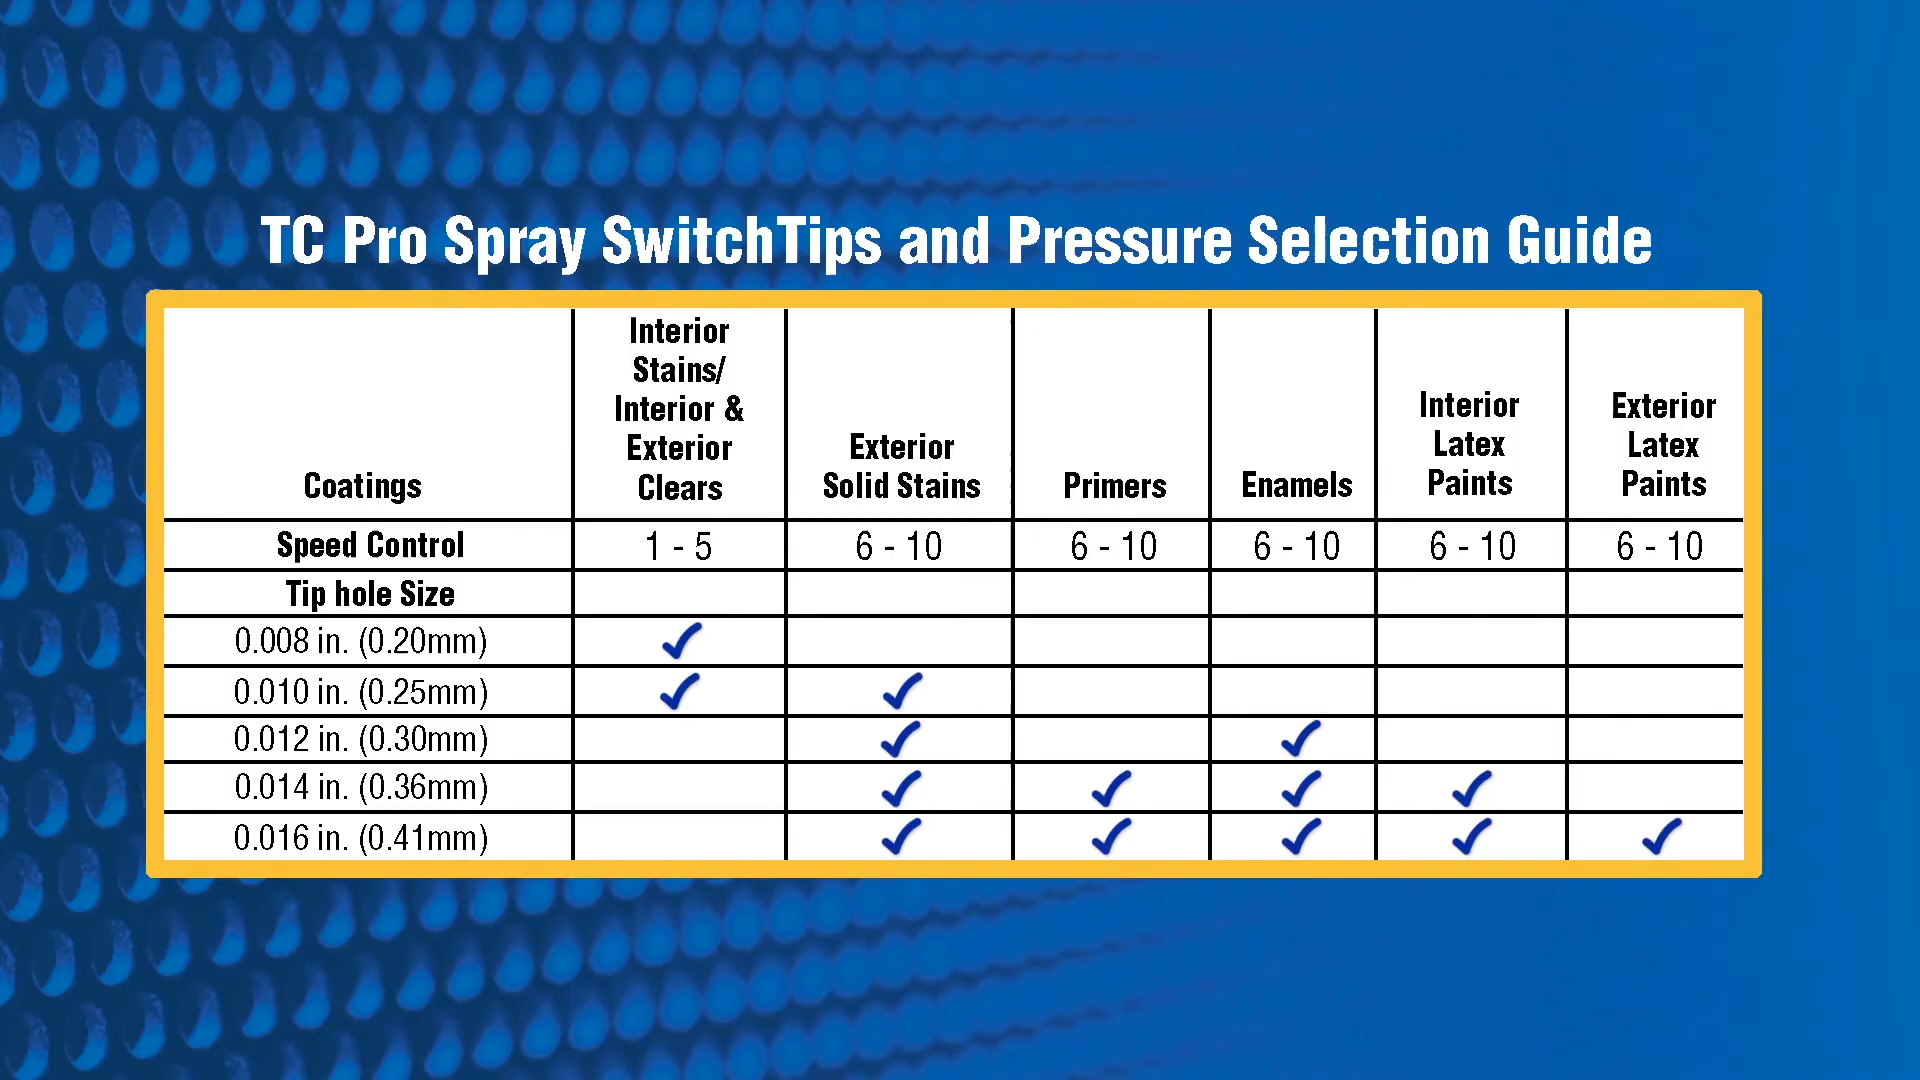 TC Pro Spray SwitchTips and Pressure Selection Guide
Coatings
Interior
Stains/
Interior &
Exterior
Clears
Exterior
Solid Stains
Primers
Enamels
Interior
Latex
Paints
Exterior
Latex
Paints
Speed Control 1 - 5 6 - 10 6 - 10 6 - 10 6 - 10 6 - 10
Tip hole Size
0.008 in. (0.20mm)
0.010 in. (0.25mm)
0.012 in. (0.30mm)
0.014 in. (0.36mm)
0.016 in. (0.41mm)